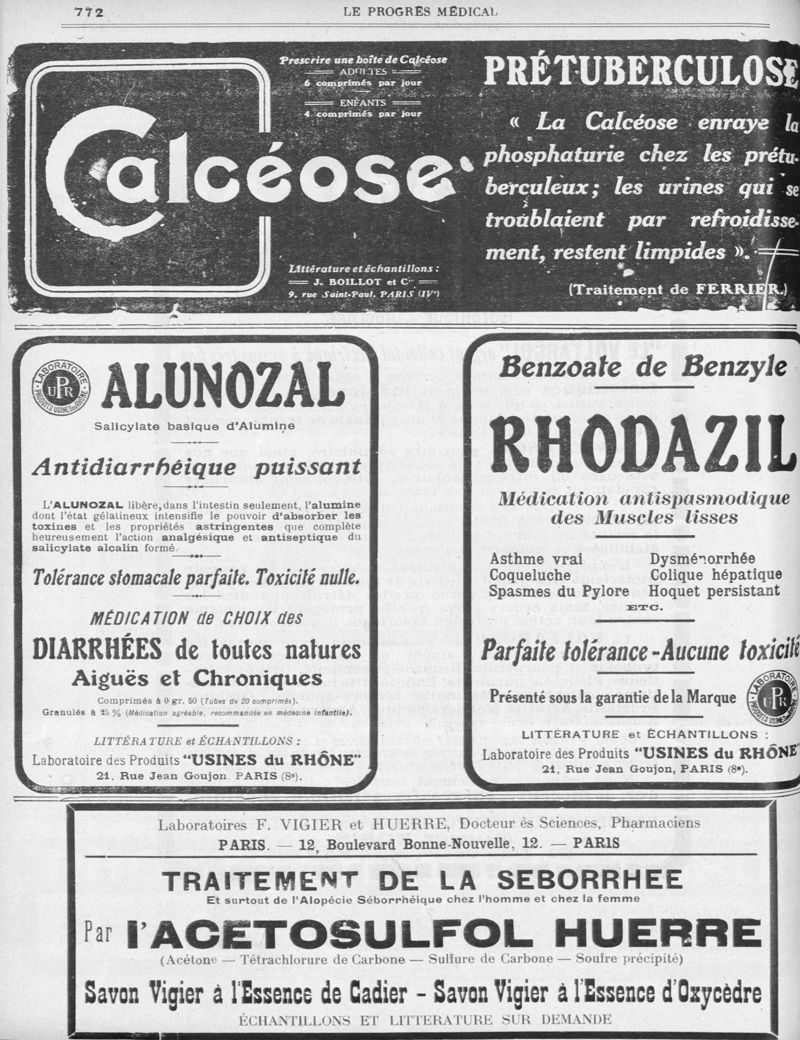 772
LE PROGRÈS MÉDICAL
Calcéose
Prescrire une boîte de Calcéose
ADULTES
6 comprimés par jour
ENFANTS
4 comprimés par jour
Littérature et échantillons :
J. BOILLOT et Cie
9, rue Saint-Paul, PARIS (IVe)
PRÉTUBERCULOSE
« La Calcéose enraye la
phosphaturie chez les prétu-
berculeux ; les urines qui se
troublaient par refroidisse-
ment, restent limpides ».
(Traitement de FERRIER.)
LABORATOIRE
UPR
PRODUITS USINES du RHÔNE
ALUNOZAL
Salicylate basique d'Alumine
Antidiarrhéique puissant
L'ALUNOZAL libère, dans l'intestin seulement, l'alumine
dont l'état gélatineux intensifie le pouvoir d'absorber les
toxines et les propriétés astringentes que complète
heureusement l'action analgésique et antiseptique du
salicylate alcalin formé.
Tolérance stomacale parfaite. Toxicité nulle.
MÉDICATION de CHOIX des
DIARRHÉES de toutes natures
Aiguës et Chroniques
Comprimés à 0 gr. 50 (Tubes de 20 comprimés).
Granulés à 25 % (Médication agréable, recommandée en médecine infantile).
LITTÉRATURE et ÉCHANTILLONS :
Laboratoire des Produits "USINES du RHÔNE"
21, Rue Jean Goujon, PARIS (8e).
Benzoate de Benzyle
RHODAZIL
Médication antispasmodique
des Muscles lisses
Asthme vrai
Coqueluche
Spasmes du Pylore
Dysménorrhée
Colique hépatique
Hoquet persistant
ETC.
Parfaite tolérance - Aucune toxicité
Présenté sous la garantie de la Marque
LABORATOIRE
UPR
PRODUITS USINES du RHÔNE
LITTÉRATURE et ÉCHANTILLONS :
Laboratoire des Produits "USINES du RHÔNE"
21, Rue Jean Goujon, PARIS (8e).
Laboratoires F. VIGIER et HUERRE, Docteur ès Sciences, Pharmaciens
PARIS. — 12, Boulevard Bonne-Nouvelle, 12. — PARIS
TRAITEMENT DE LA SEBORRHEE
Et surtout de l'Alopécie Séborrhéique chez l'homme et chez la femme
Par l'ACETOSULFOL HUERRE
(Acétone — Tétrachlorure de Carbone — Sulfure de Carbone — Soufre précipité)
Savon Vigier à l'Essence de Cadier - Savon Vigier à l'Essence d'Oxycèdre
ÉCHANTILLONS ET LITTERATURE SUR DEMANDE